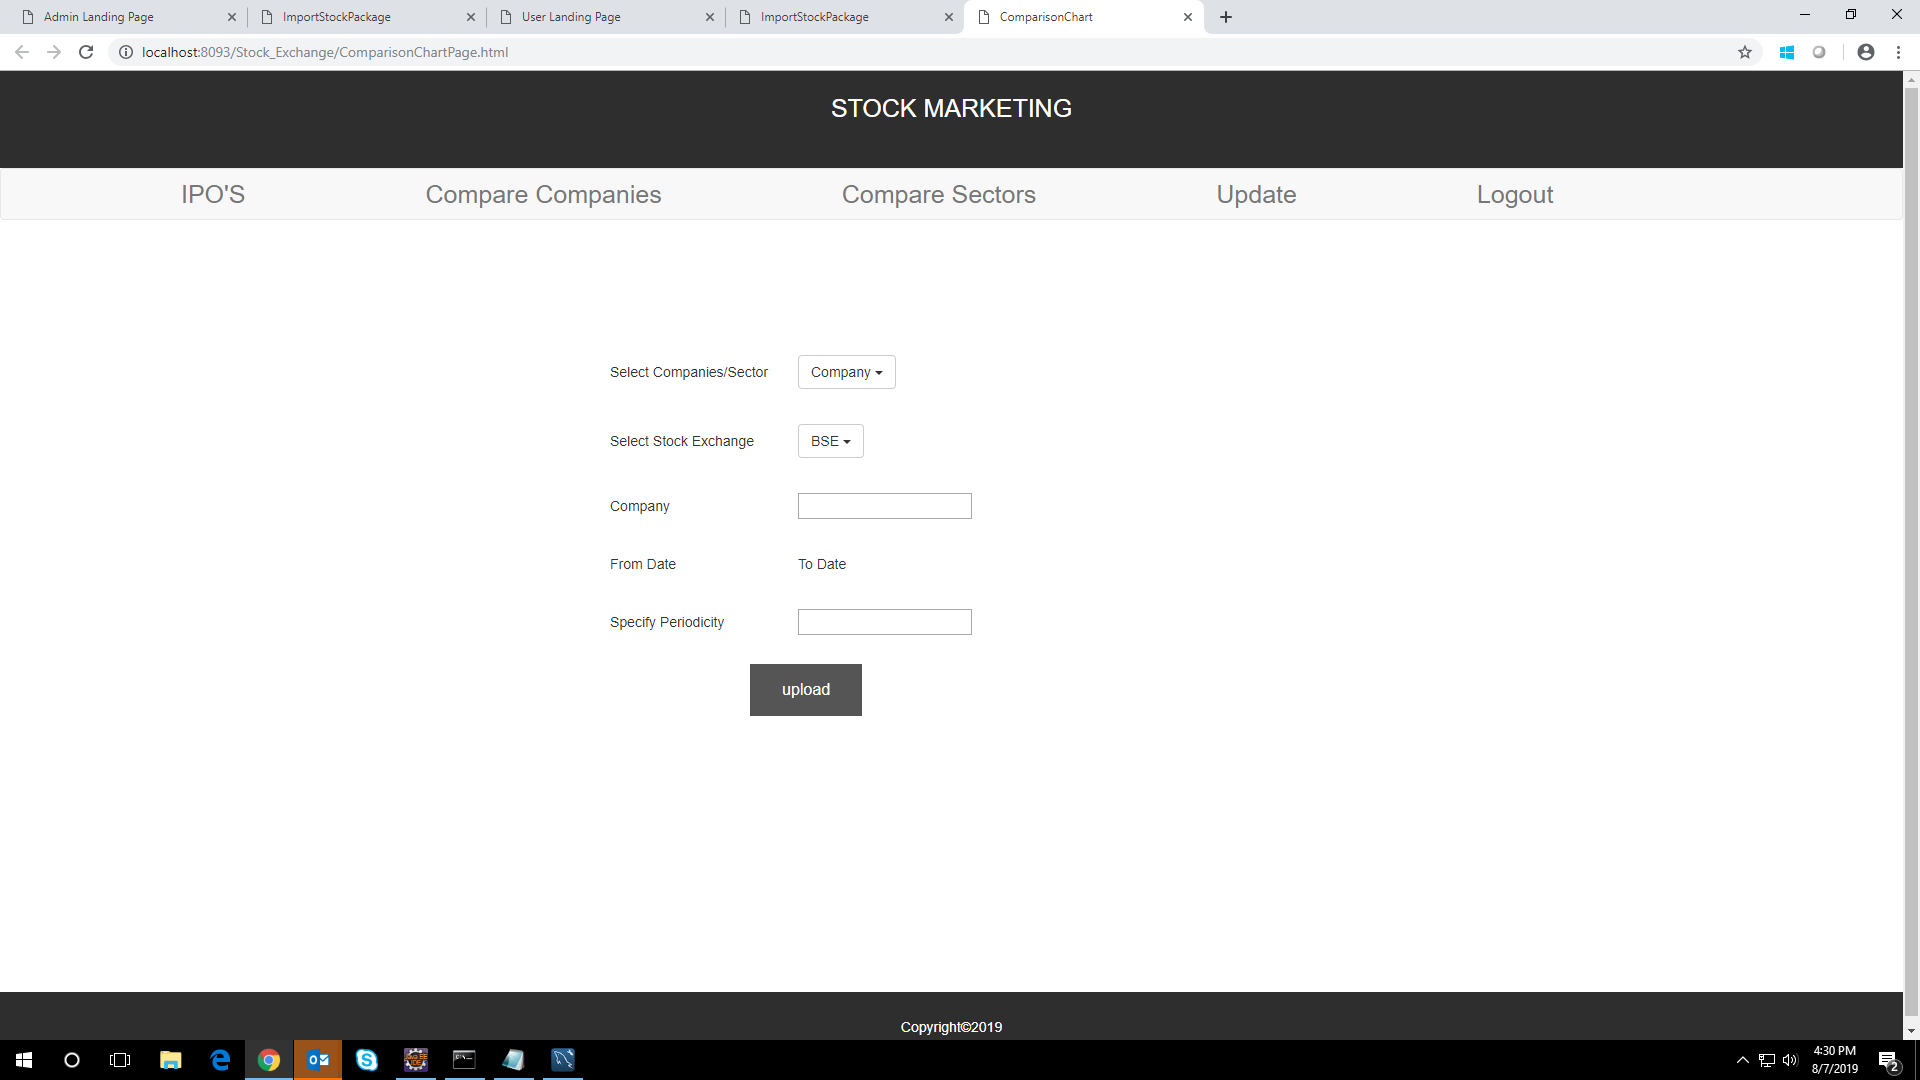 Admin Landing Page
ImportStockPackage
User Landing Page
ImportStockPackage
ComparisonChart
localhost:8093/Stock_Exchange/ComparisonChartPage.html
STOCK MARKETING
IPO'S Compare Companies Compare Sectors Update Logout
Select Companies/Sector Company
Select Stock Exchange BSE
Company
From Date To Date
Specify Periodicity
upload
Copyright©2019
4:30 PM
8/7/2019
2